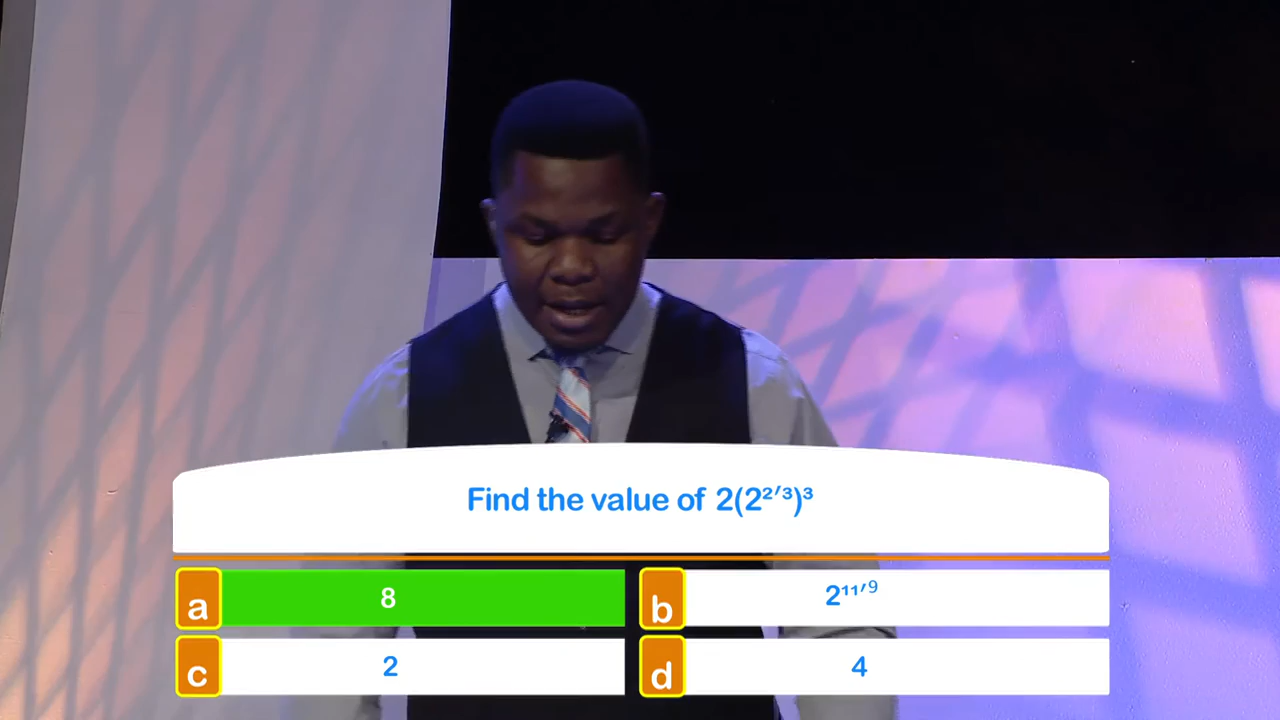 Find the value of 2(2²′³)³
a 8
b 2¹¹′⁹
c 2
d 4